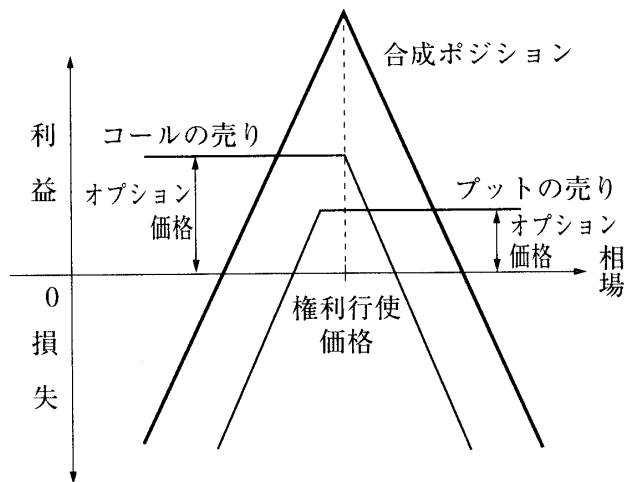 合成ポジション
コールの売り
利益
オプション
価格
プットの売り
オプション
価格
相場
0
損失
権利行使
価格